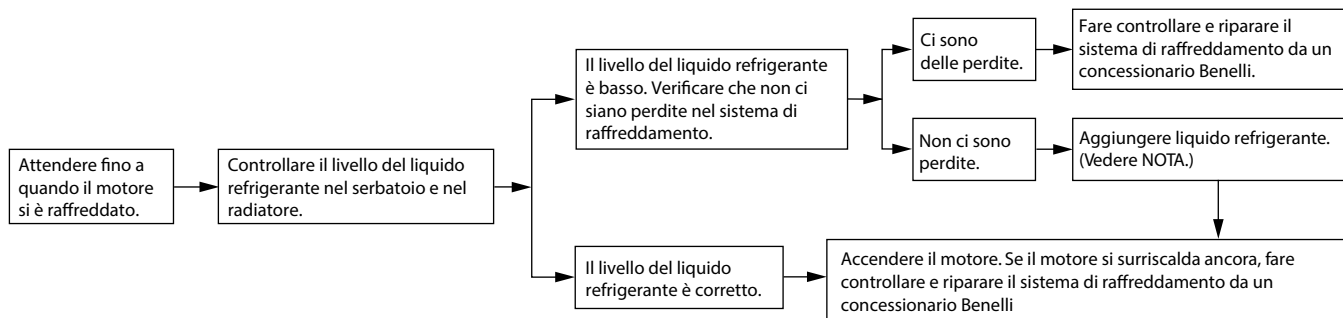 Attendere fino a
quando il motore
si è raffreddato.
Controllare il livello del liquido
refrigerante nel serbatoio e nel
radiatore.
Il livello del liquido refrigerante
è basso. Verificare che non ci
siano perdite nel sistema di
raffreddamento.
Ci sono
delle perdite.
Fare controllare e riparare il
sistema di raffreddamento da un
concessionario Benelli.
Non ci sono
perdite.
Aggiungere liquido refrigerante.
(Vedere NOTA.)
Il livello del liquido
refrigerante è corretto.
Accendere il motore. Se il motore si surriscalda ancora, fare
controllare e riparare il sistema di raffreddamento da un
concessionario Benelli